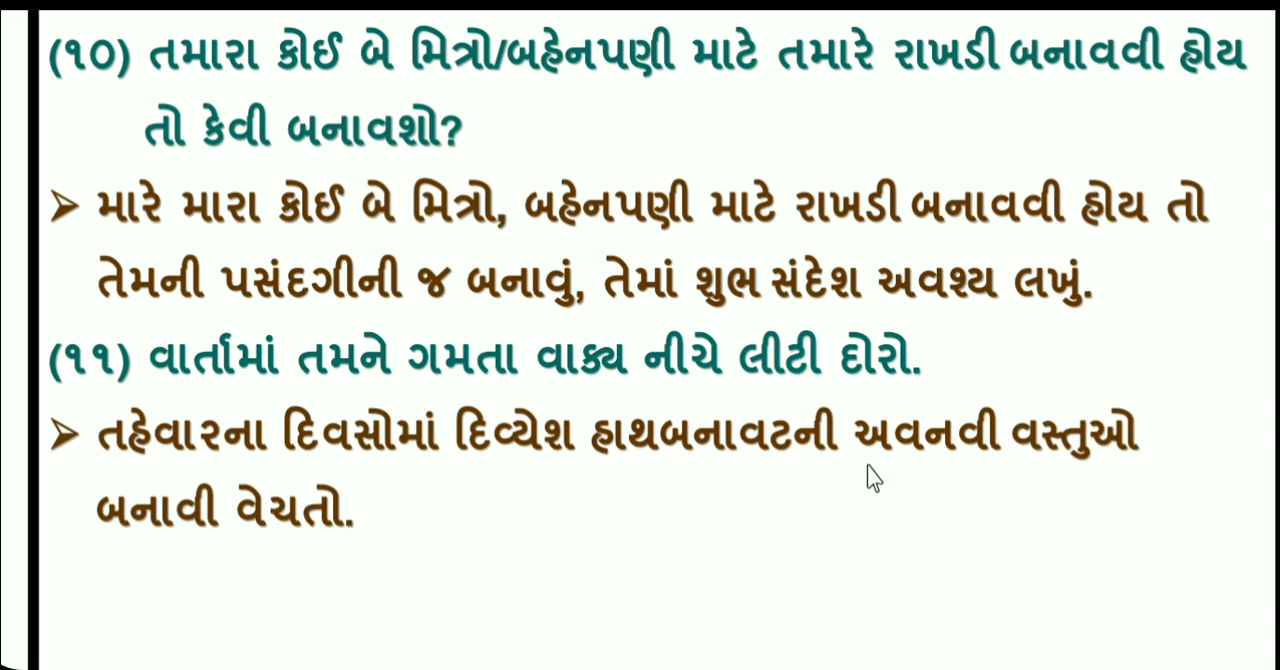 (૧૦) તમારા કોઈ બે મિત્રો/બહેનપણી માટે તમારે રાખડી બનાવવી હોય
તો કેવી બનાવશો?
➢ મારે મારા કોઈ બે મિત્રો, બહેનપણી માટે રાખડી બનાવવી હોય તો
તેમની પસંદગીની જ બનાવું, તેમાં શુભ સંદેશ અવશ્ય લખું.
(૧૧) વાર્તામાં તમને ગમતા વાક્ય નીચે લીટી દોરો.
➢ તહેવારના દિવસોમાં દિવ્યેશ હાથબનાવટની અવનવી વસ્તુઓ
બનાવી વેચતો.